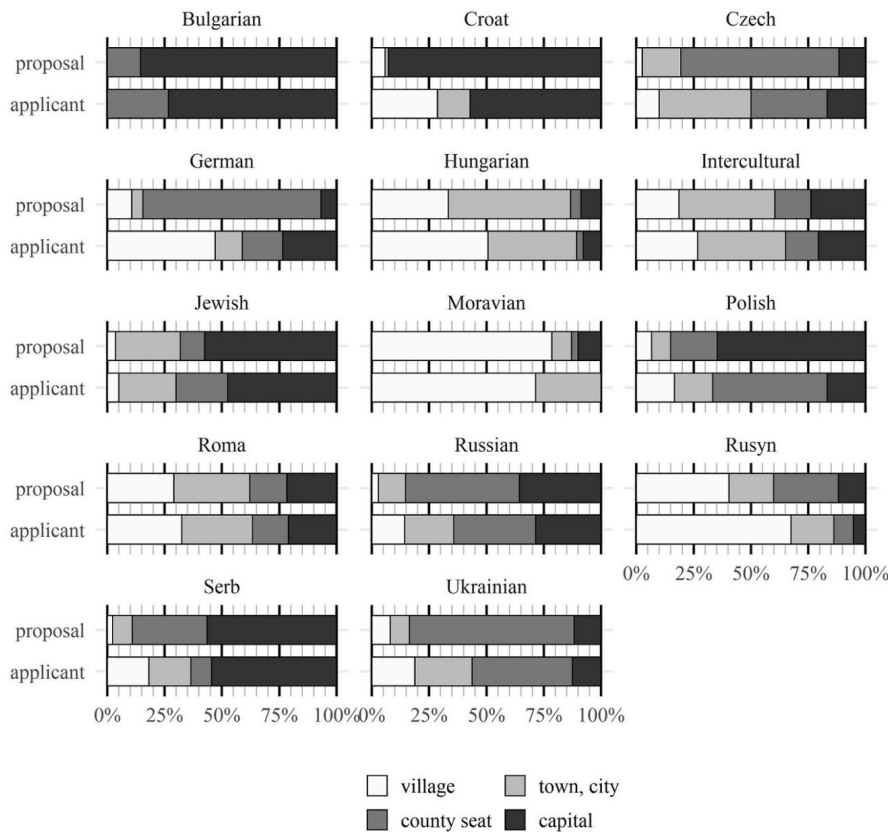 Bulgarian Croat Czech
proposal
applicant
German Hungarian Intercultural
proposal
applicant
Jewish Moravian Polish
proposal
applicant
Roma Russian Rusyn
proposal
applicant
0% 25% 50% 75% 100%
Serb Ukrainian
proposal
applicant
0% 25% 50% 75% 100% 0% 25% 50% 75% 100%
village town, city
county seat capital